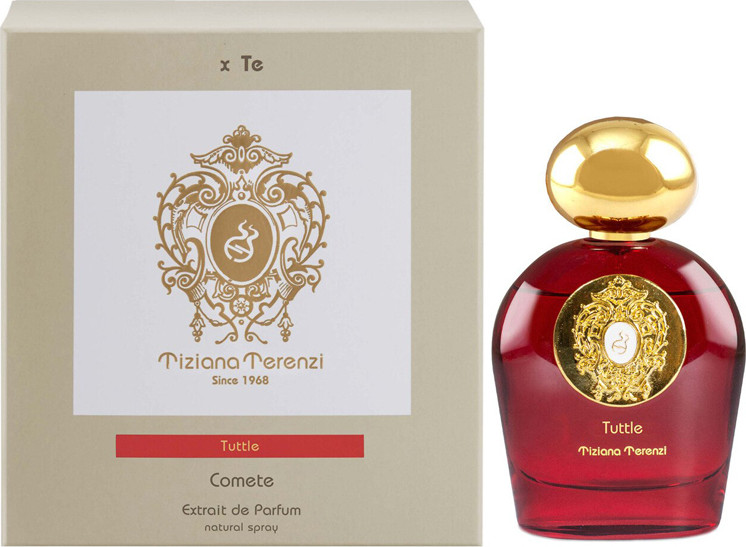 x Te
Tiziana Terenzi
Since 1968
Tuttle
Comete
Extrait de Parfum
natural spray
Tuttle
Tiziana Terenzi